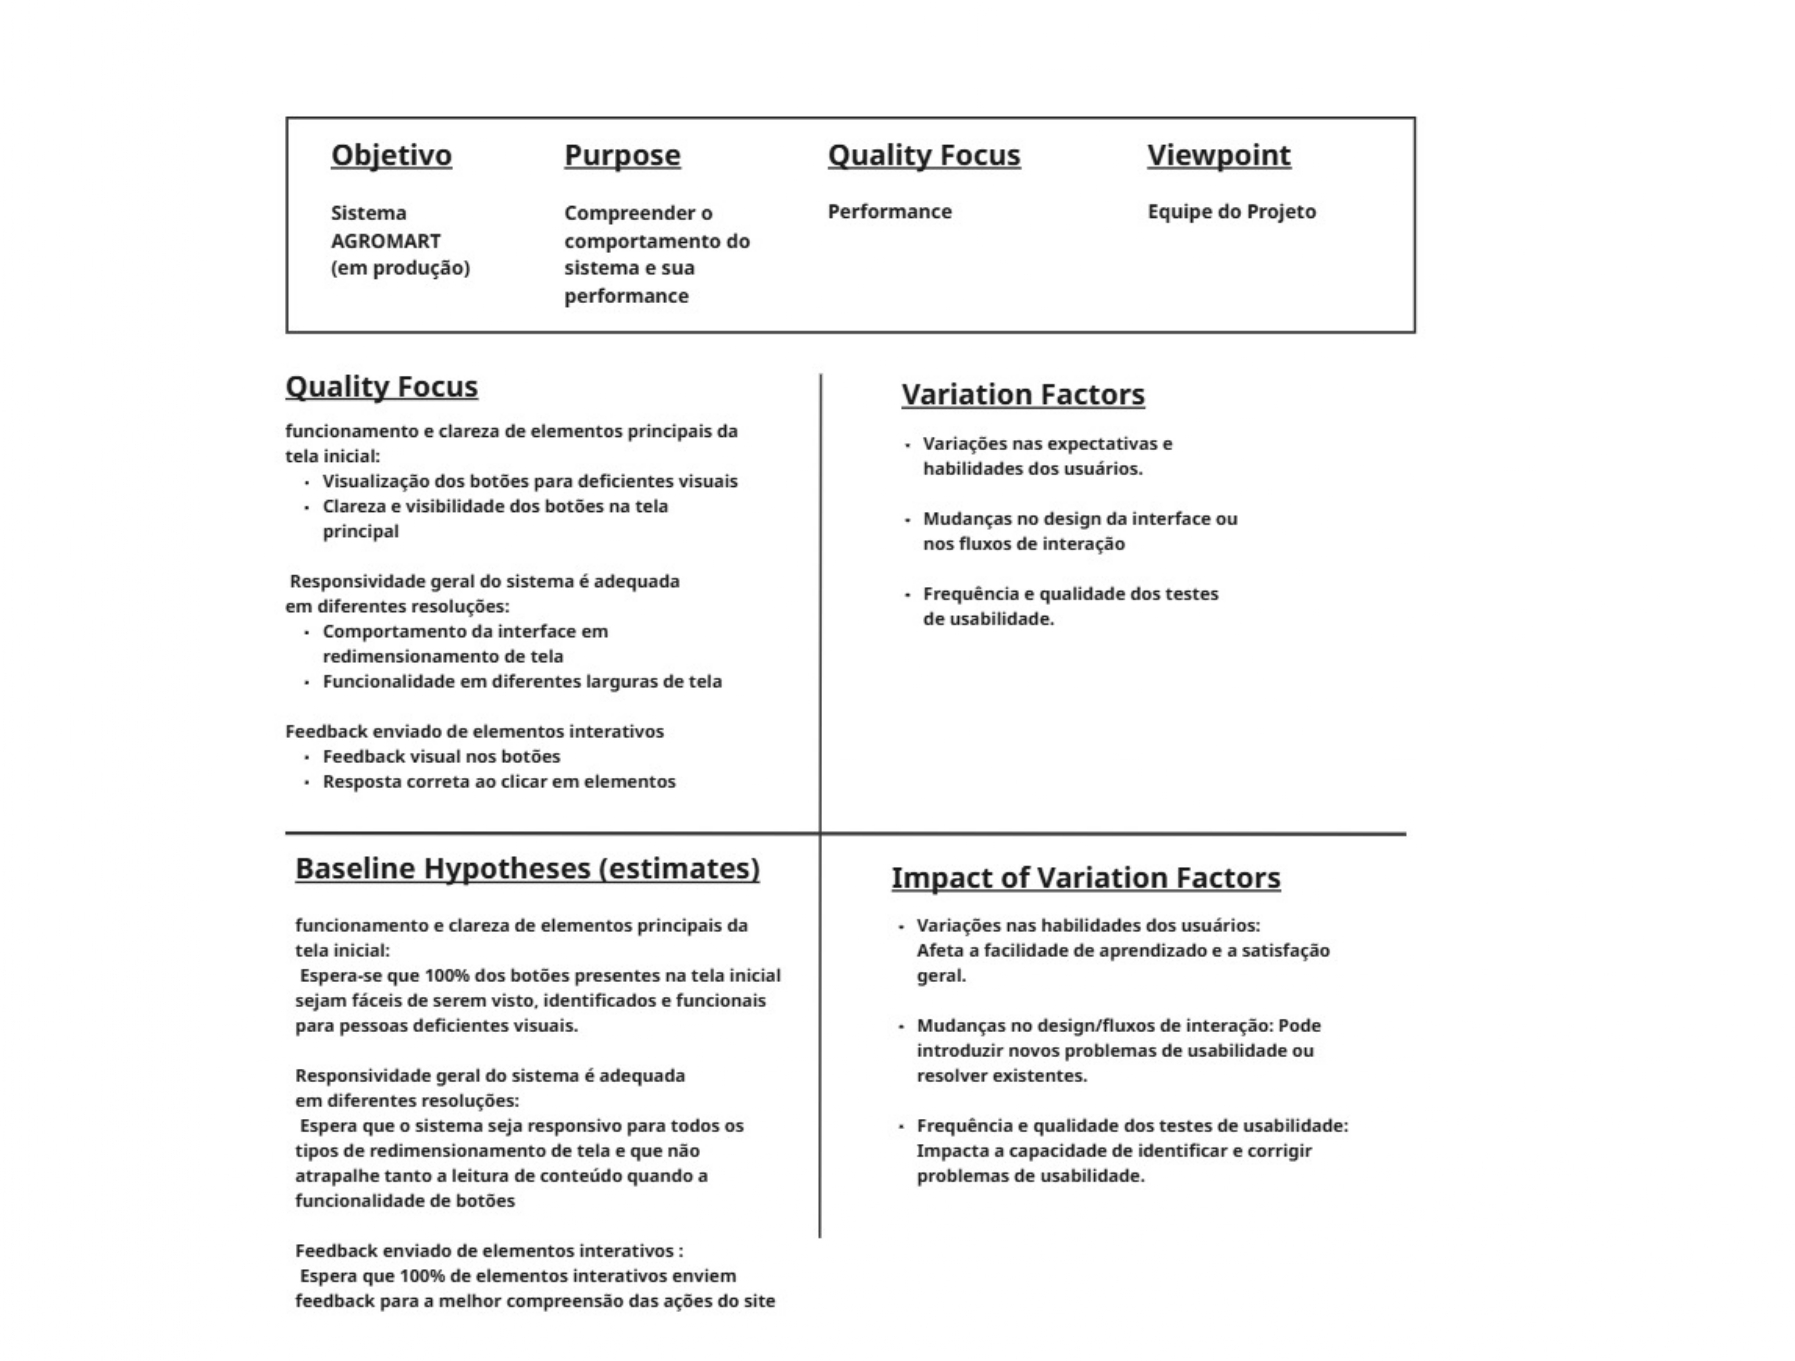 Objetivo
Sistema
AGROMART
(em produção)
Purpose
Compreender o
comportamento do
sistema e sua
performance
Quality Focus
Performance
Viewpoint
Equipe do Projeto
Quality Focus
funcionamento e clareza de elementos principais da
tela inicial:
· Visualização dos botões para deficientes visuais
· Clareza e visibilidade dos botões na tela
principal
Responsividade geral do sistema é adequada
em diferentes resoluções:
· Comportamento da interface em
redimensionamento de tela
· Funcionalidade em diferentes larguras de tela
Feedback enviado de elementos interativos
· Feedback visual nos botões
· Resposta correta ao clicar em elementos
Variation Factors
· Variações nas expectativas e
habilidades dos usuários.
· Mudanças no design da interface ou
nos fluxos de interação
· Frequência e qualidade dos testes
de usabilidade.
Baseline Hypotheses (estimates)
funcionamento e clareza de elementos principais da
tela inicial:
Espera-se que 100% dos botões presentes na tela inicial
sejam fáceis de serem visto, identificados e funcionais
para pessoas deficientes visuais.
Responsividade geral do sistema é adequada
em diferentes resoluções:
Espera que o sistema seja responsivo para todos os
tipos de redimensionamento de tela e que não
atrapalhe tanto a leitura de conteúdo quando a
funcionalidade de botões
Feedback enviado de elementos interativos :
Espera que 100% de elementos interativos enviem
feedback para a melhor compreensão das ações do site
Impact of Variation Factors
· Variações nas habilidades dos usuários:
Afeta a facilidade de aprendizado e a satisfação
geral.
· Mudanças no design/fluxos de interação: Pode
introduzir novos problemas de usabilidade ou
resolver existentes.
· Frequência e qualidade dos testes de usabilidade:
Impacta a capacidade de identificar e corrigir
problemas de usabilidade.